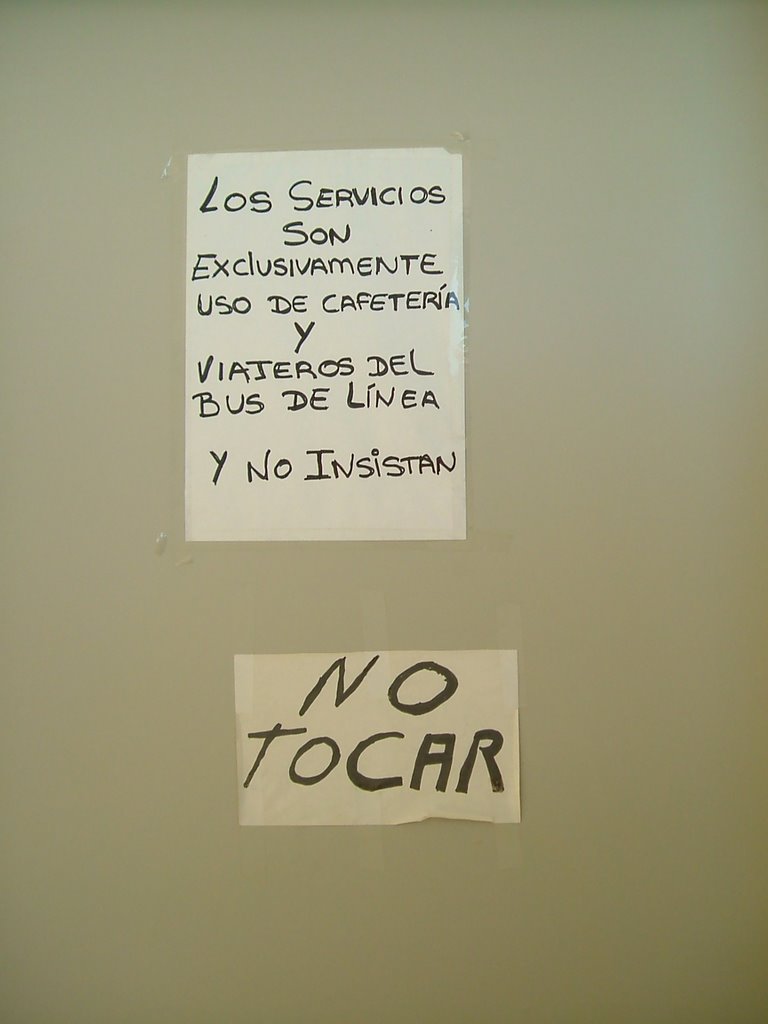 LOS SERVICIOS
SON
EXCLUSIVAMENTE
USO DE CAFETERÍA
Y
VIAJEROS DEL
BUS DE LÍNEA
Y NO INSISTAN
NO
TOCAR